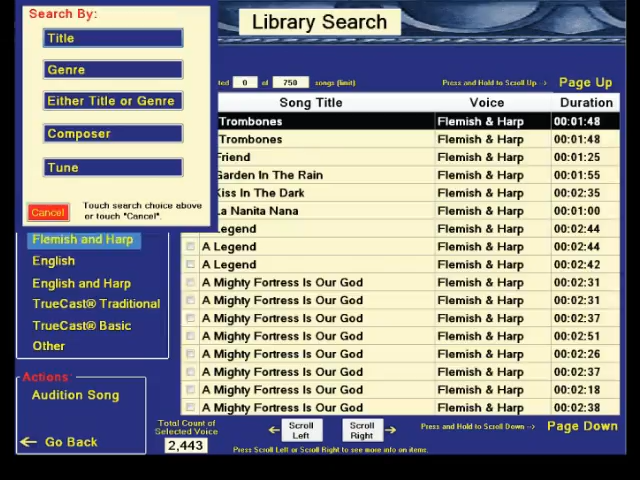 Search By:
Title
Genre
Either Title or Genre
Composer
Tune
Cancel
Touch search choice above
or touch "Cancel".
Library Search
0 of 750 songs (limit)
Press and Hold to Scroll Up ->
Page Up
Song Title Voice Duration
Trombones Flemish & Harp 00:01:48
Trombones Flemish & Harp 00:01:48
Friend Flemish & Harp 00:01:25
Garden In The Rain Flemish & Harp 00:01:55
Kiss In The Dark Flemish & Harp 00:02:35
La Nanita Nana Flemish & Harp 00:01:00
Legend Flemish & Harp 00:02:44
A Legend Flemish & Harp 00:02:44
A Legend Flemish & Harp 00:02:42
A Mighty Fortress Is Our God Flemish & Harp 00:02:31
A Mighty Fortress Is Our God Flemish & Harp 00:02:31
A Mighty Fortress Is Our God Flemish & Harp 00:02:37
A Mighty Fortress Is Our God Flemish & Harp 00:02:51
A Mighty Fortress Is Our God Flemish & Harp 00:02:26
A Mighty Fortress Is Our God Flemish & Harp 00:02:37
A Mighty Fortress Is Our God Flemish & Harp 00:02:18
A Mighty Fortress Is Our God Flemish & Harp 00:02:38
Flemish and Harp
English
English and Harp
TrueCast® Traditional
TrueCast® Basic
Other
Actions
Audition Song
Go Back
Total Count of
Selected Voice
2,443
Scroll
Left
Scroll
Right
Press and Hold to Scroll Down -->
Page Down
Press Scroll Left or Scroll Right to see more info on items.